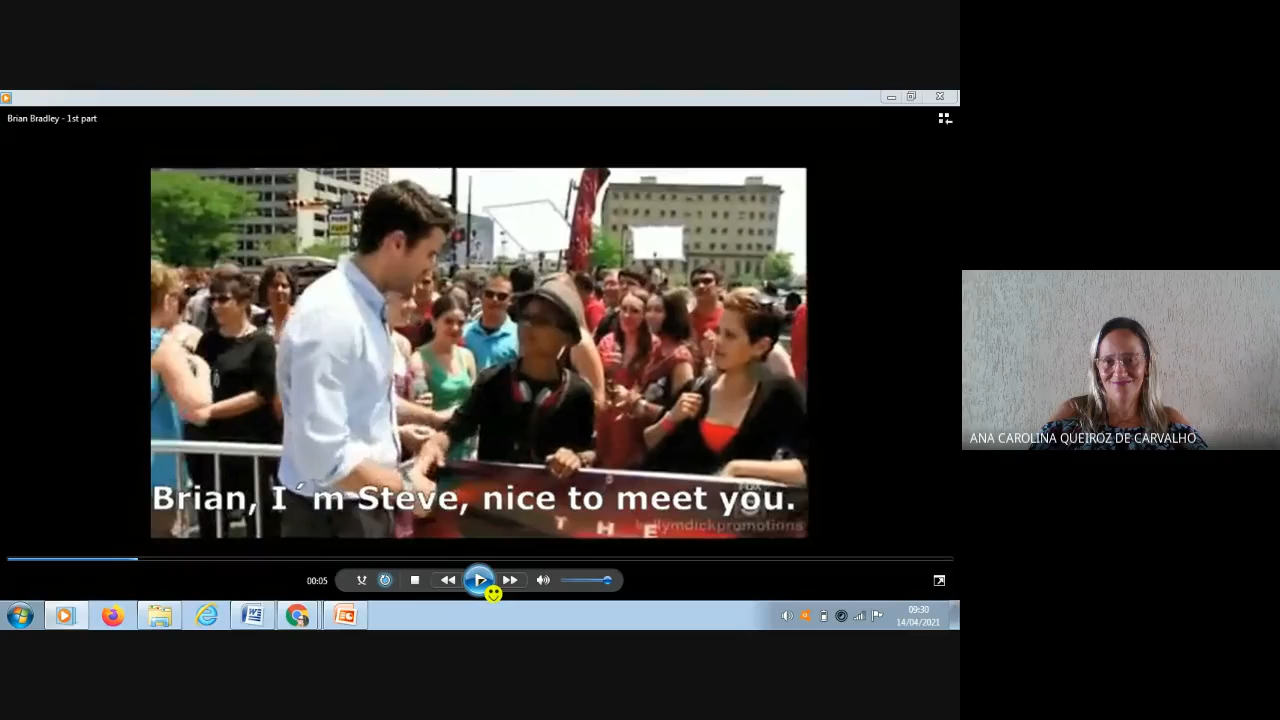 Brian Bradley - 1st part
Brian, I´m Steve, nice to meet you.
THE
00:05
09:30
14/04/2021
ANA CAROLINA QUEIROZ DE CARVALHO